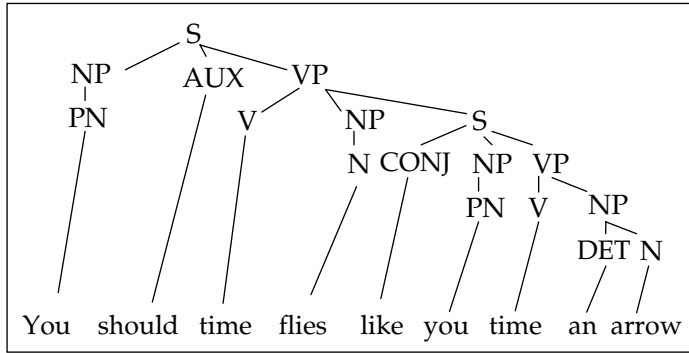 S
NP AUX VP
PN V NP S
N CONJ NP VP
PN V NP
DET N
You should time flies like you time an arrow